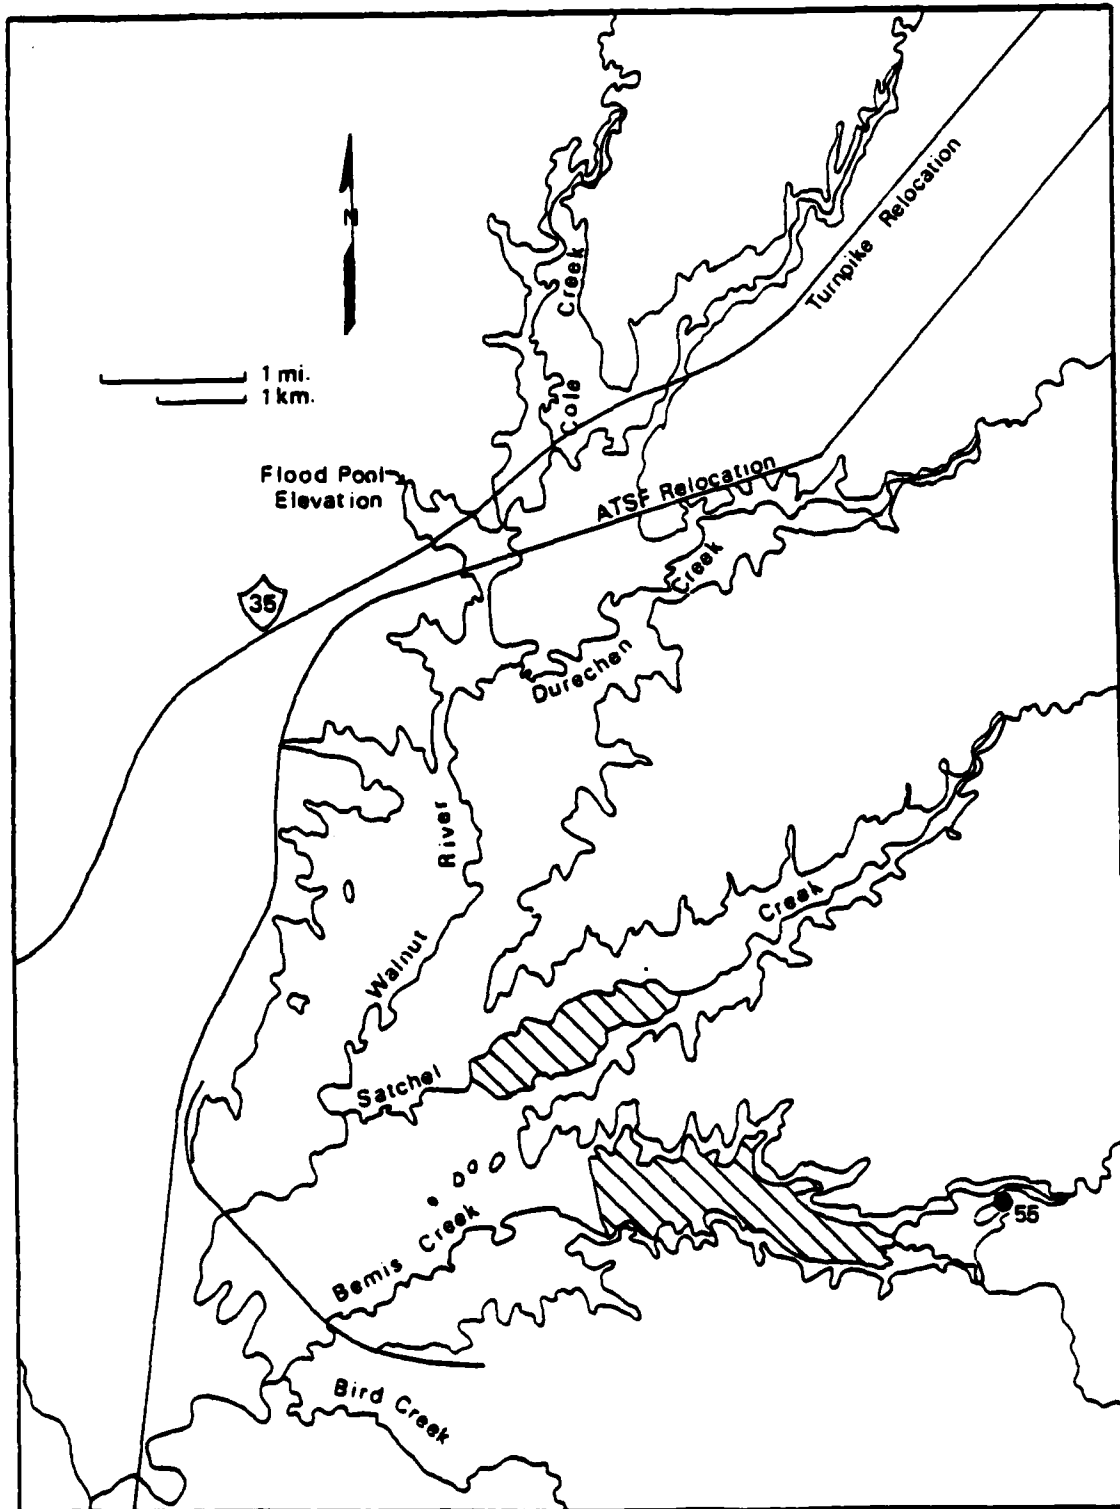 Turnpike Relocation
N
Creek
1 mi.
1 km.
Cole
Flood Pool
Elevation
ATSF Relocation
Creek
35
Durechen
River
Creek
Walnut
Satchel
Creek
55
Bemis
Bird Creek